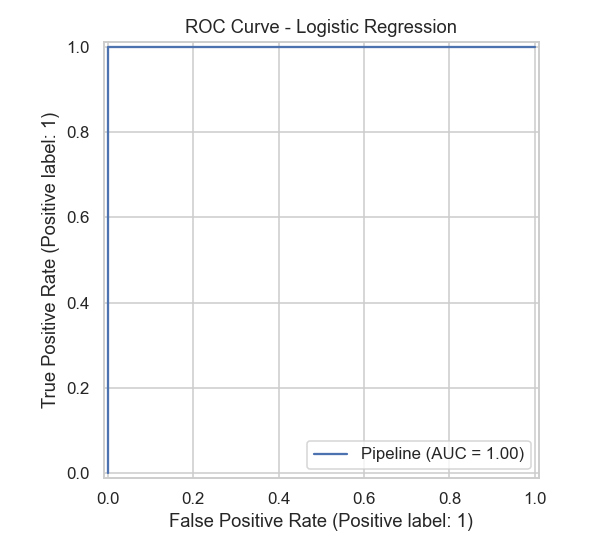 ROC Curve - Logistic Regression
1.0
0.8
0.6
0.4
0.2
0.0
True Positive Rate (Positive label: 1)
Pipeline (AUC = 1.00)
0.0 0.2 0.4 0.6 0.8 1.0
False Positive Rate (Positive label: 1)